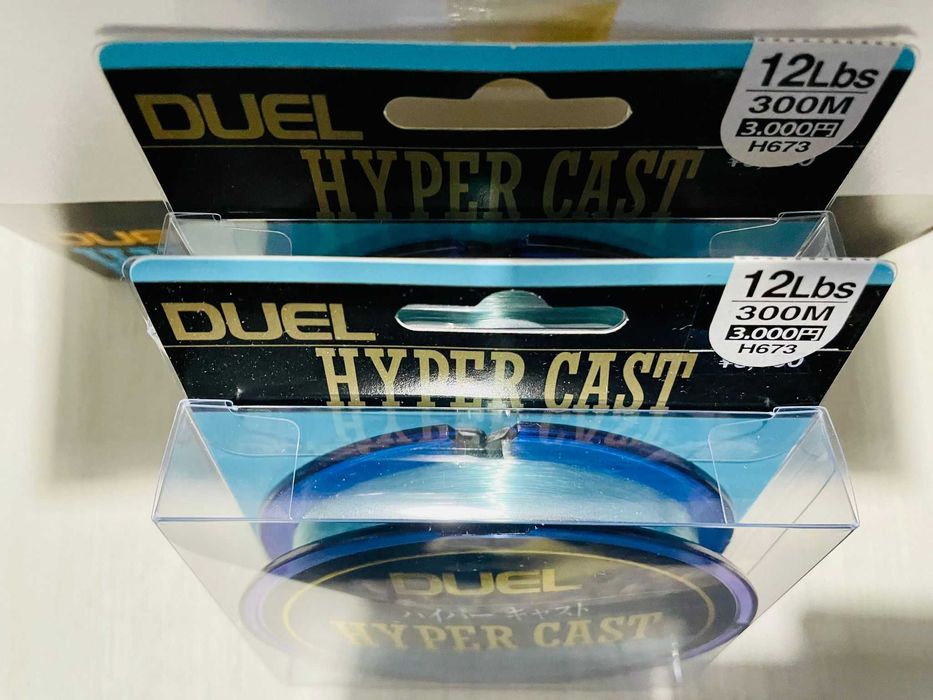 DUEL
HYPER CAST
12Lbs
300M
3.000円
H673
DUEL
HYPER CAST
12Lbs
300M
3.000円
H673
DUEL
ハイパー キャスト
HYPER CAST